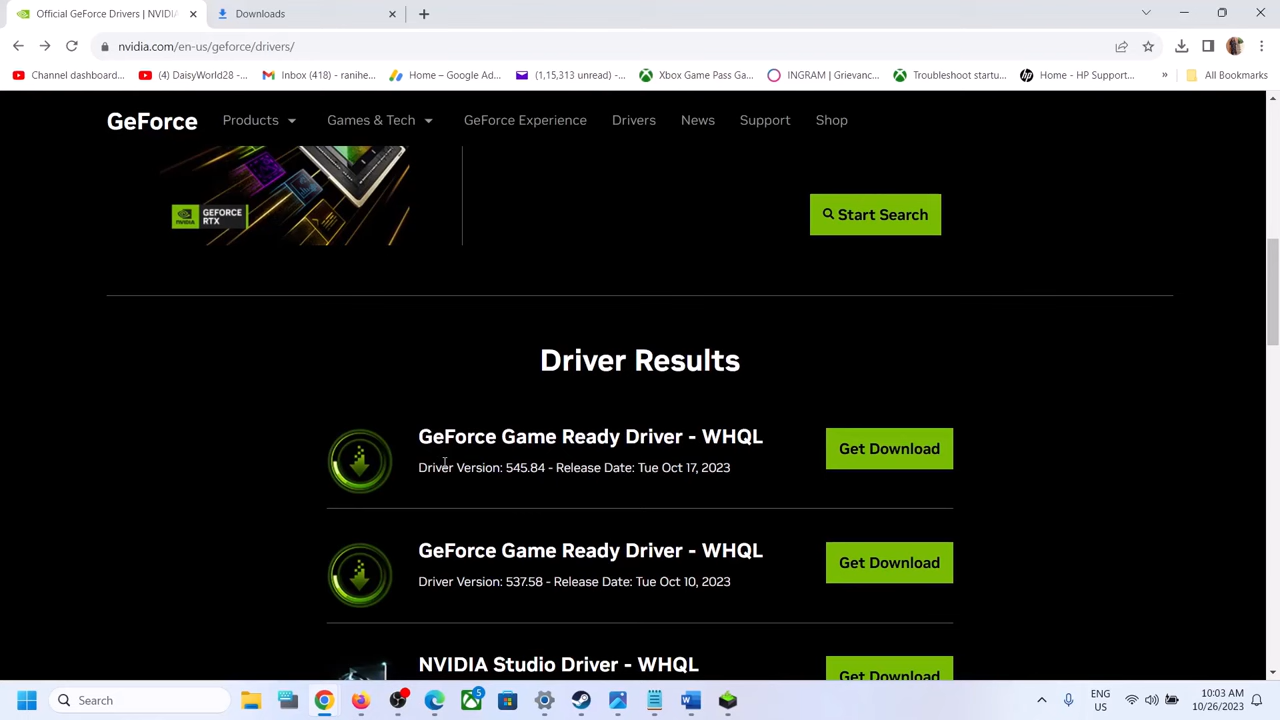 Official GeForce Drivers | NVIDIA
Downloads
nvidia.com/en-us/geforce/drivers/
Channel dashboard...
(4) DaisyWorld28 -...
Inbox (418) - ranihe...
Home – Google Ad...
(1,15,313 unread) -...
Xbox Game Pass Ga...
INGRAM | Grievanc...
Troubleshoot startu...
Home - HP Support...
»
All Bookmarks
GeForce
Products
Games & Tech
GeForce Experience
Drivers
News
Support
Shop
GEFORCE
RTX
Start Search
Driver Results
GeForce Game Ready Driver - WHQL
Driver Version: 545.84 - Release Date: Tue Oct 17, 2023
Get Download
GeForce Game Ready Driver - WHQL
Driver Version: 537.58 - Release Date: Tue Oct 10, 2023
Get Download
NVIDIA Studio Driver - WHQL
Get Download
Search
5
ENG
US
10:03 AM
10/26/2023